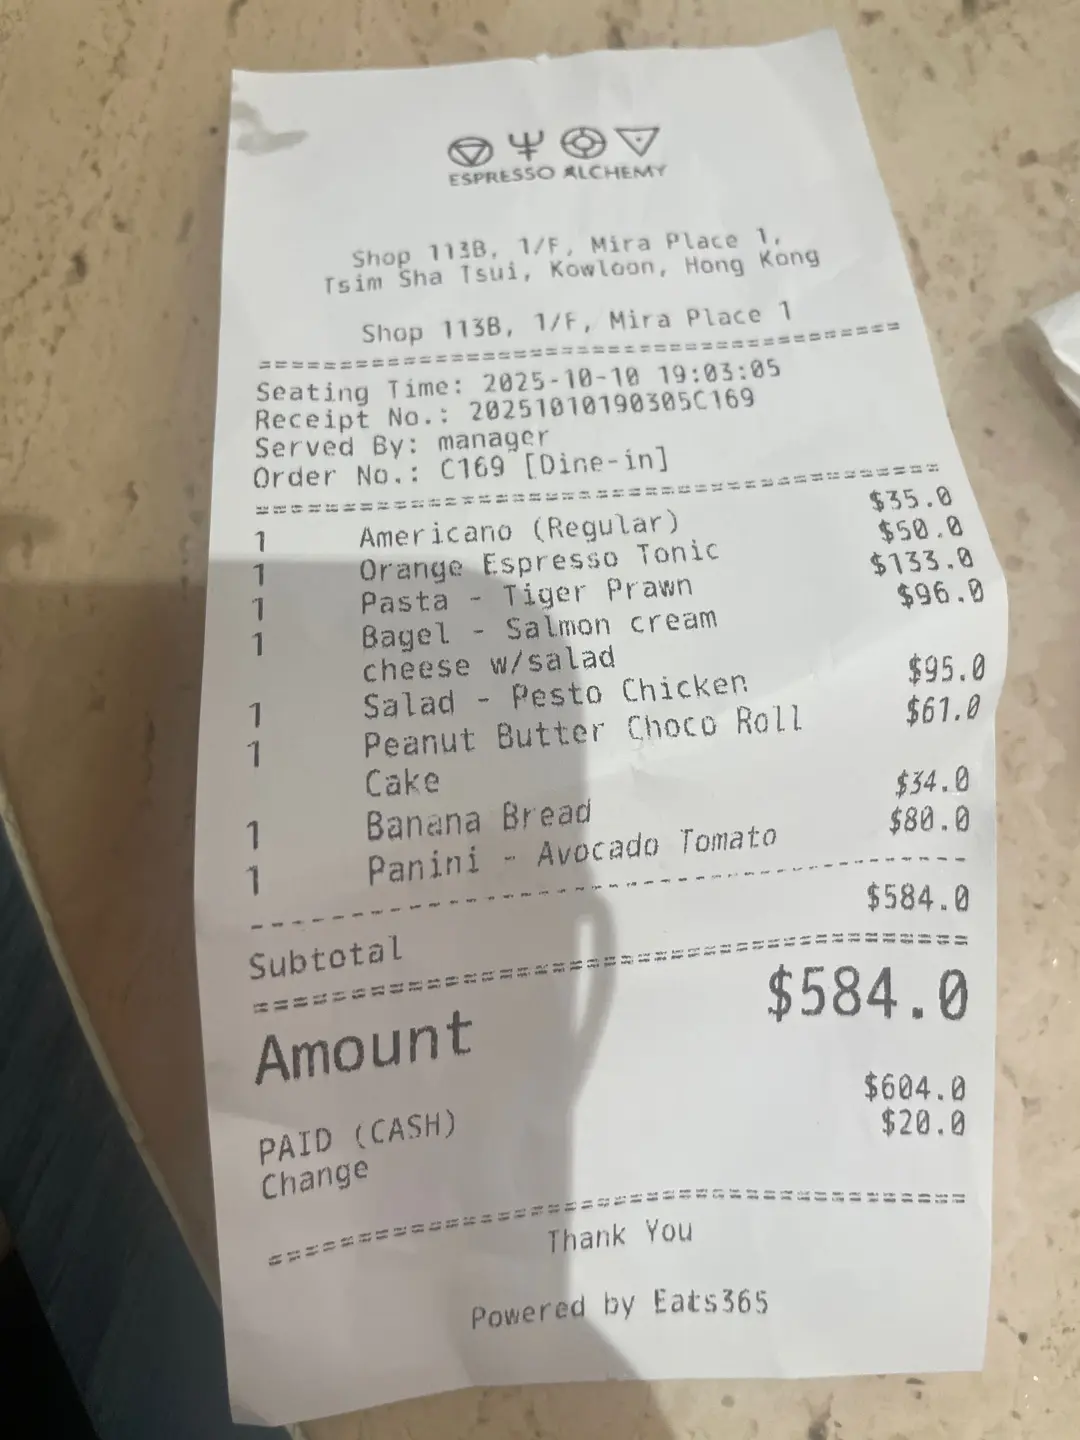 ESPRESSO ALCHEMY
Shop 113B, 1/F, Mira Place 1,
Tsim Sha Tsui, Kowloon, Hong Kong
Shop 113B, 1/F, Mira Place 1
========================================
Seating Time: 2025-10-10 19:03:05
Receipt No.: 20251010190305C169
Served By: manager
Order No.: C169 [Dine-in]
========================================
1 Americano (Regular) $35.0
1 Orange Espresso Tonic $50.0
1 Pasta - Tiger Prawn $133.0
1 Bagel - Salmon cream $96.0
cheese w/salad
1 Salad - Pesto Chicken $95.0
1 Peanut Butter Choco Roll $61.0
Cake
1 Banana Bread $34.0
1 Panini - Avocado Tomato $80.0
----------------------------------------
Subtotal $584.0
========================================
Amount $584.0
PAID (CASH) $604.0
Change $20.0
========================================
Thank You
Powered by Eats365